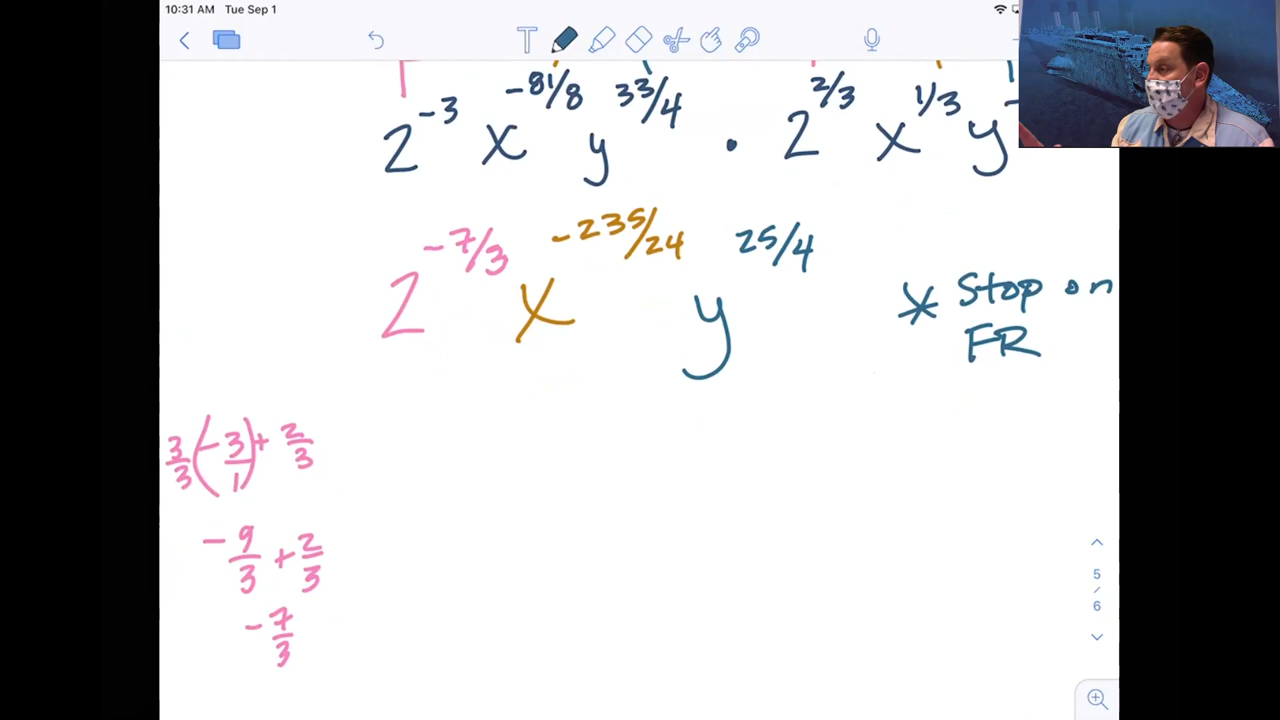 10:31 AM Tue Sep 1
T
2^-3 x^-81/8 y^33/4 · 2^2/3 x^1/3 y^-
2^-7/3 x^-235/24 y^25/4
* Stop on
FR
3/3(-3/1)+ 2/3
-9/3 + 2/3
-7/3
5
/
6